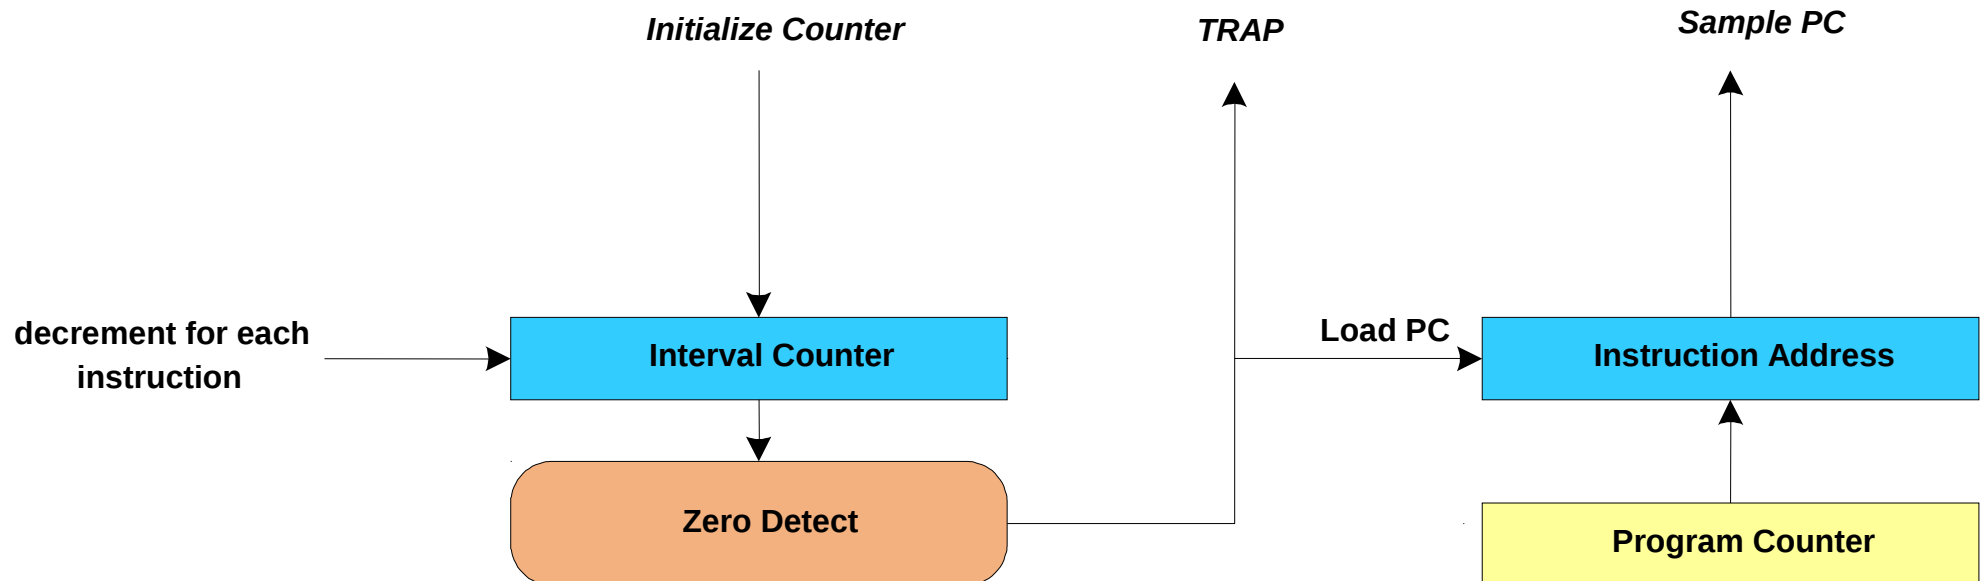 Initialize Counter
TRAP
Sample PC
decrement for each
instruction
Interval Counter
Load PC
Instruction Address
Zero Detect
Program Counter